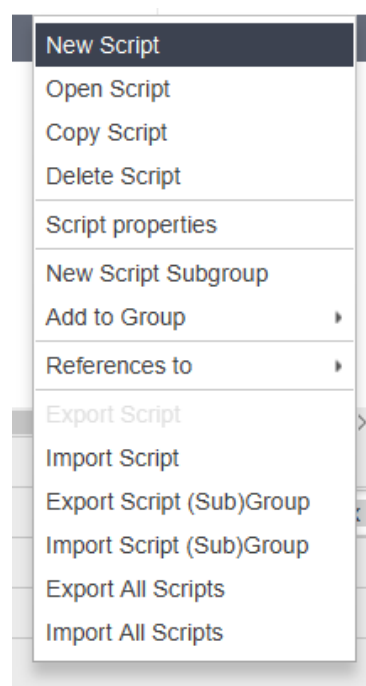 New Script
Open Script
Copy Script
Delete Script
Script properties
New Script Subgroup
Add to Group
References to
Export Script
Import Script
Export Script (Sub)Group
Import Script (Sub)Group
Export All Scripts
Import All Scripts